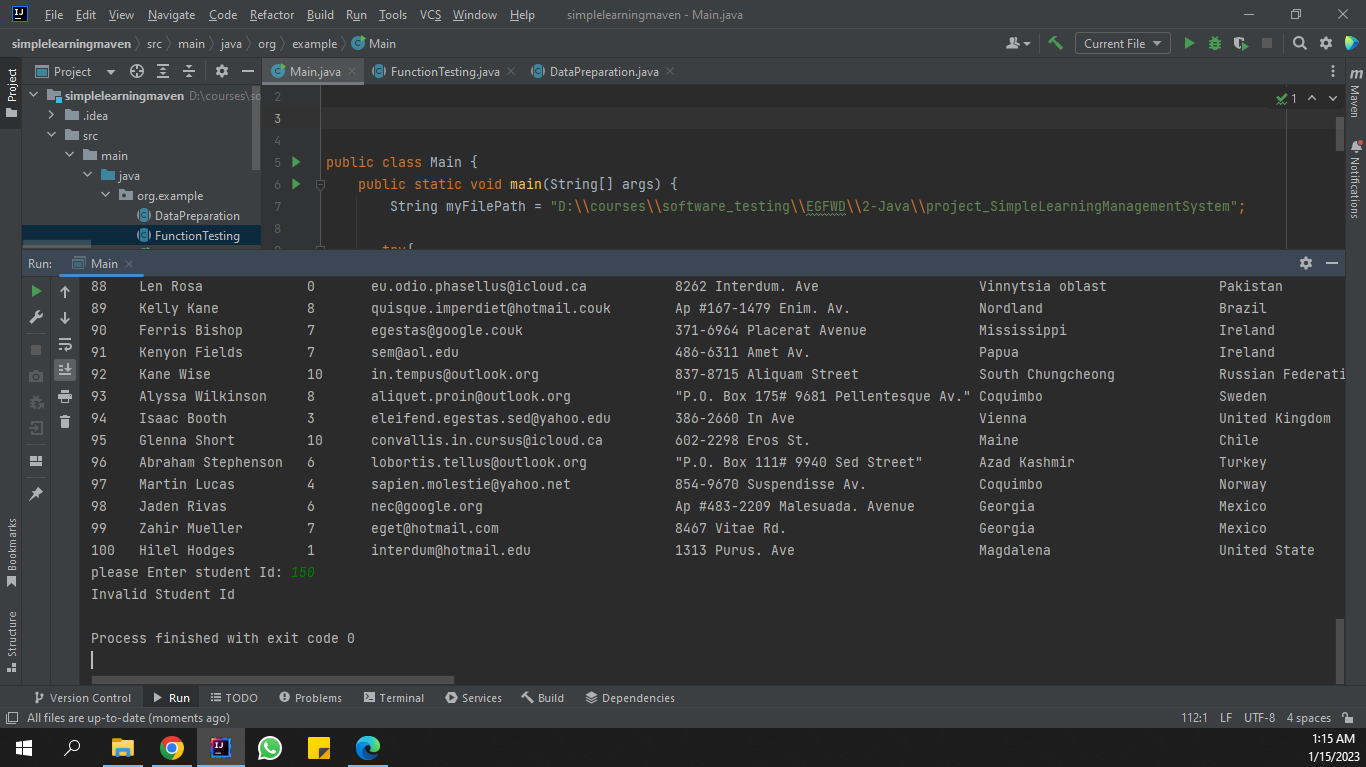 File Edit View Navigate Code Refactor Build Run Tools VCS Window Help simplelearningmaven - Main.java
simplelearningmaven src main java org example Main Current File
Project Main.java FunctionTesting.java DataPreparation.java
Project
simplelearningmaven D:\courses\so
.idea
src
main
java
org.example
DataPreparation
FunctionTesting
2
3
4
5 public class Main {
6 public static void main(String[] args) {
7 String myFilePath = "D:\\courses\\software_testing\\EGFWD\\2-Java\\project_SimpleLearningManagementSystem";
8
1
Maven
Notifications
Run: Main
88 Len Rosa 0 eu.odio.phasellus@icloud.ca 8262 Interdum. Ave Vinnytsia oblast Pakistan
89 Kelly Kane 8 quisque.imperdiet@hotmail.couk Ap #167-1479 Enim. Av. Nordland Brazil
90 Ferris Bishop 7 egestas@google.couk 371-6964 Placerat Avenue Mississippi Ireland
91 Kenyon Fields 7 sem@aol.edu 486-6311 Amet Av. Papua Ireland
92 Kane Wise 10 in.tempus@outlook.org 837-8715 Aliquam Street South Chungcheong Russian Federati
93 Alyssa Wilkinson 8 aliquet.proin@outlook.org "P.O. Box 175# 9681 Pellentesque Av." Coquimbo Sweden
94 Isaac Booth 3 eleifend.egestas.sed@yahoo.edu 386-2660 In Ave Vienna United Kingdom
95 Glenna Short 10 convallis.in.cursus@icloud.ca 602-2298 Eros St. Maine Chile
96 Abraham Stephenson 6 lobortis.tellus@outlook.org "P.O. Box 111# 9940 Sed Street" Azad Kashmir Turkey
97 Martin Lucas 4 sapien.molestie@yahoo.net 854-9670 Suspendisse Av. Coquimbo Norway
98 Jaden Rivas 6 nec@google.org Ap #483-2209 Malesuada. Avenue Georgia Mexico
99 Zahir Mueller 7 eget@hotmail.com 8467 Vitae Rd. Georgia Mexico
100 Hilel Hodges 1 interdum@hotmail.edu 1313 Purus. Ave Magdalena United State
please Enter student Id: 150
Invalid Student Id
Process finished with exit code 0
Bookmarks
Structure
Version Control Run TODO Problems Terminal Services Build Dependencies
All files are up-to-date (moments ago) 112:1 LF UTF-8 4 spaces
1:15 AM
1/15/2023